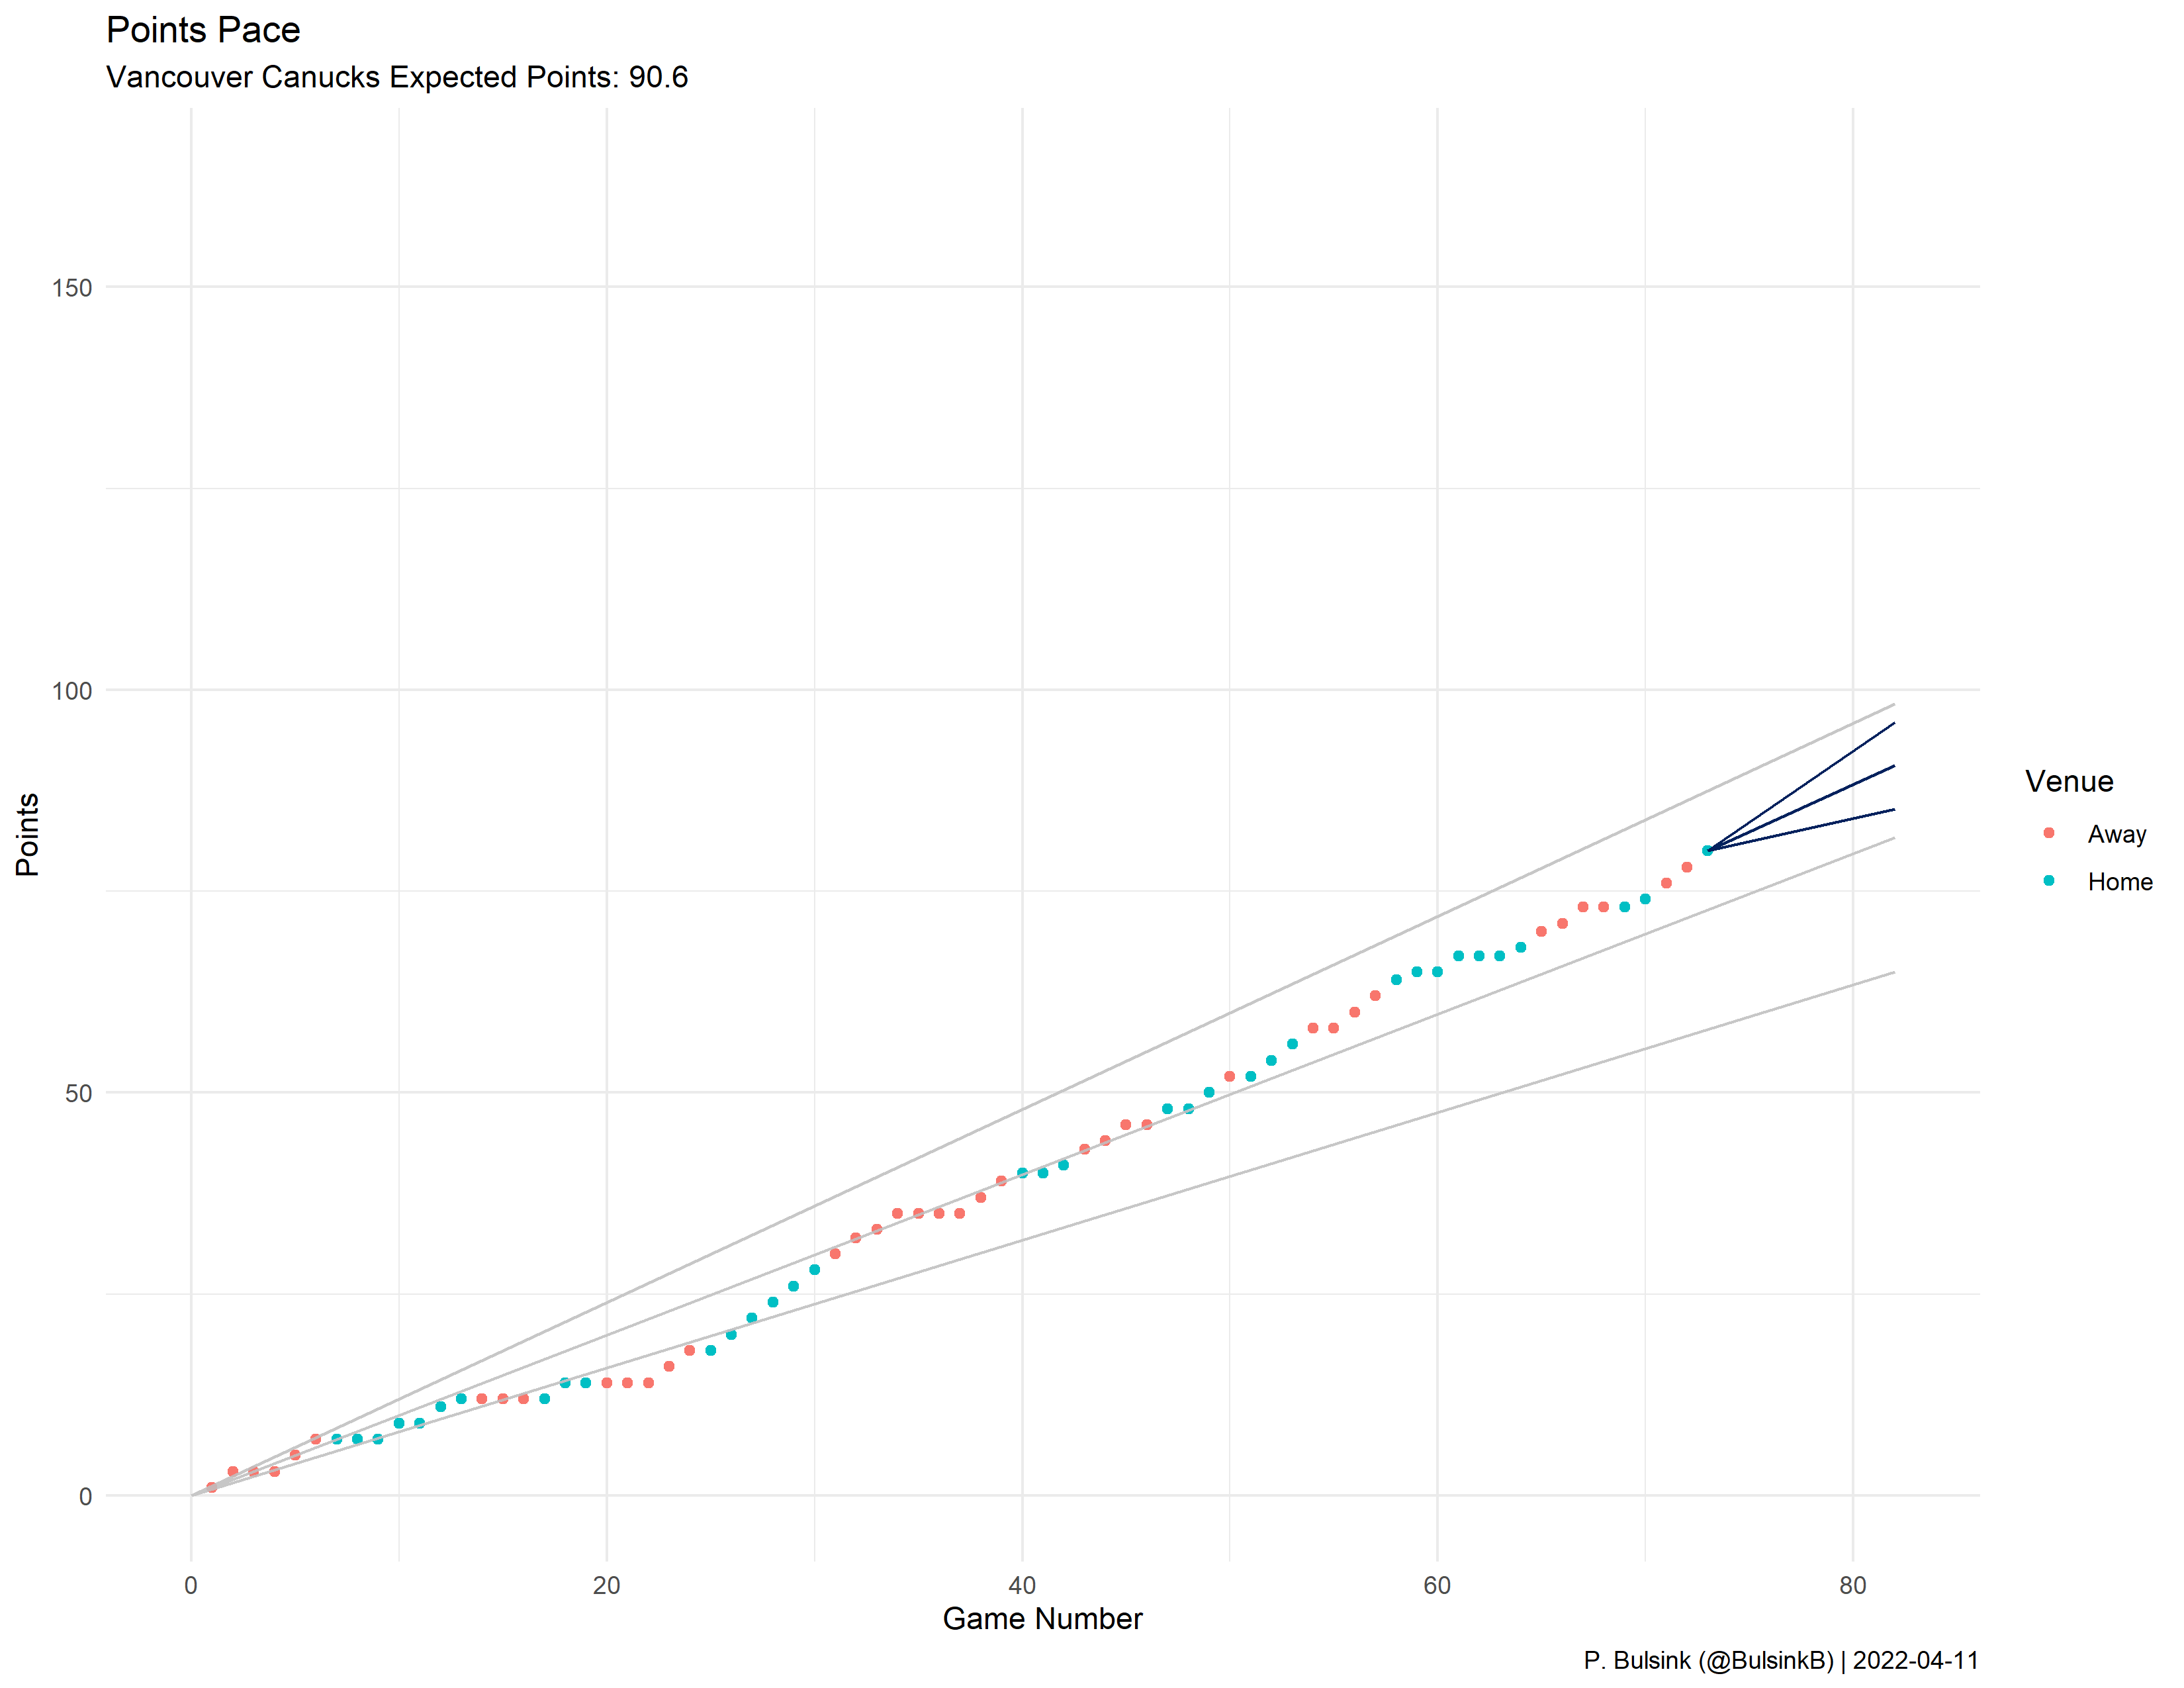 Points Pace
Vancouver Canucks Expected Points: 90.6
150
100
50
0
Points
0 20 40 60 80
Game Number
Venue
Away
Home
P. Bulsink (@BulsinkB) | 2022-04-11